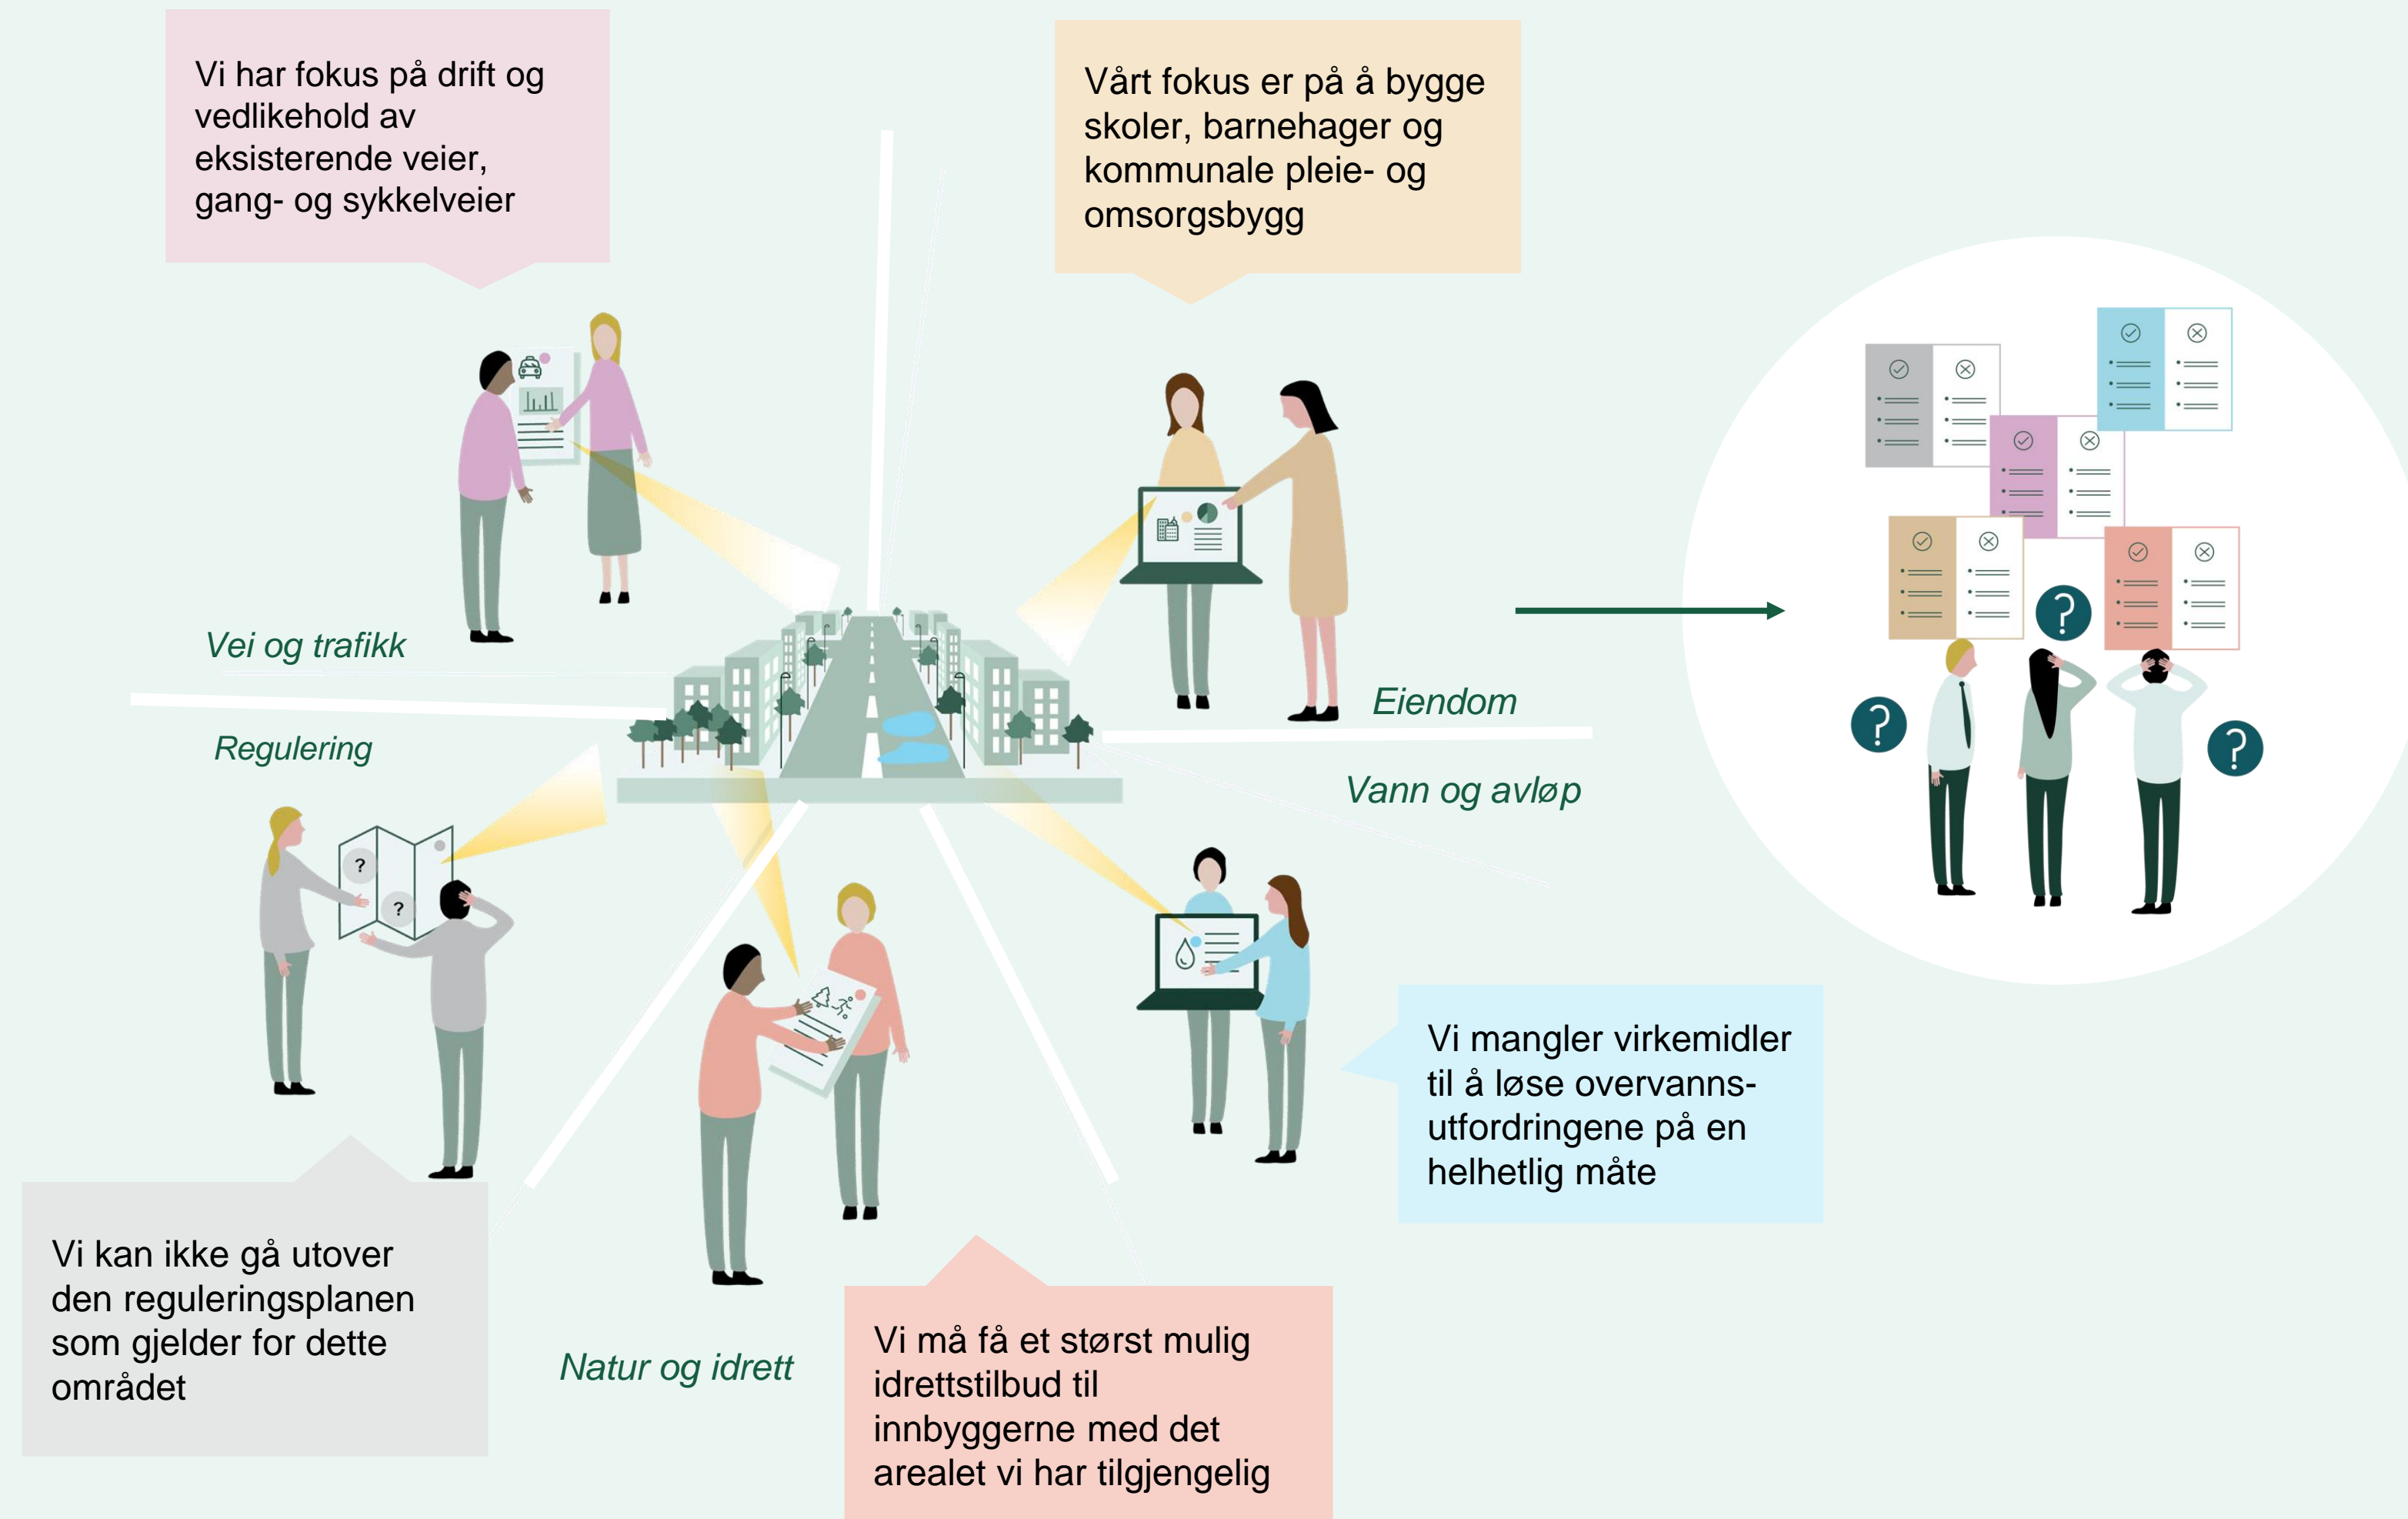 Vi har fokus på drift og
vedlikehold av
eksisterende veier,
gang- og sykkelveier
Vårt fokus er på å bygge
skoler, barnehager og
kommunale pleie- og
omsorgsbygg
Vei og trafikk
Eiendom
Regulering
Vann og avløp
?
?
?
?
?
Vi mangler virkemidler
til å løse overvanns-
utfordringene på en
helhetlig måte
Vi kan ikke gå utover
den reguleringsplanen
som gjelder for dette
området
Natur og idrett
Vi må få et størst mulig
idrettstilbud til
innbyggerne med det
arealet vi har tilgjengelig